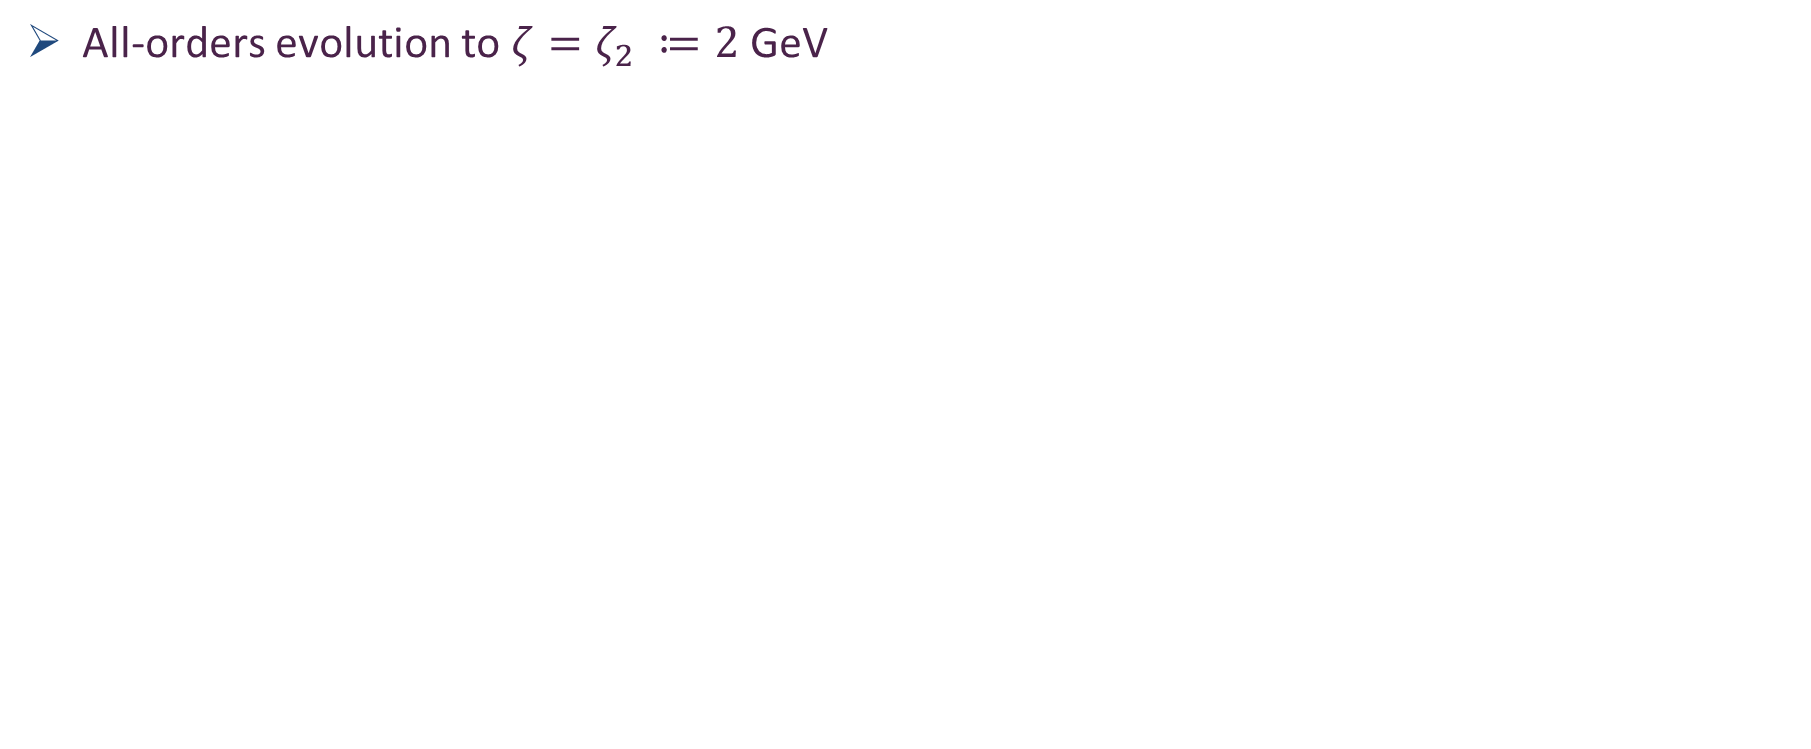 ➢ All-orders evolution to ζ = ζ₂ ≔ 2 GeV